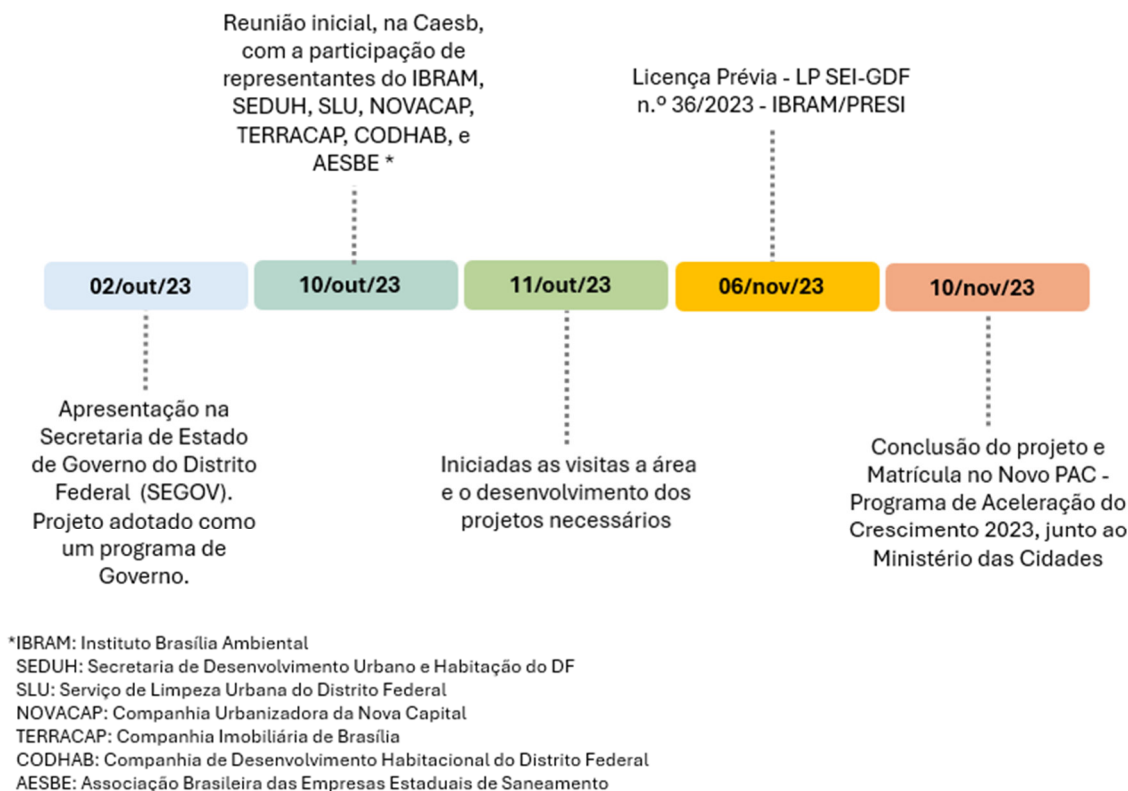 Reunião inicial, na Caesb,
com a participação de
representantes do IBRAM,
SEDUH, SLU, NOVACAP,
TERRACAP, CODHAB, e
AESBE *
Licença Prévia - LP SEI-GDF
n.º 36/2023 - IBRAM/PRESI
02/out/23
10/out/23
11/out/23
06/nov/23
10/nov/23
Apresentação na
Secretaria de Estado
de Governo do Distrito
Federal (SEGOV).
Projeto adotado como
um programa de
Governo.
Iniciadas as visitas a área
e o desenvolvimento dos
projetos necessários
Conclusão do projeto e
Matrícula no Novo PAC -
Programa de Aceleração do
Crescimento 2023, junto ao
Ministério das Cidades
*IBRAM: Instituto Brasília Ambiental
SEDUH: Secretaria de Desenvolvimento Urbano e Habitação do DF
SLU: Serviço de Limpeza Urbana do Distrito Federal
NOVACAP: Companhia Urbanizadora da Nova Capital
TERRACAP: Companhia Imobiliária de Brasília
CODHAB: Companhia de Desenvolvimento Habitacional do Distrito Federal
AESBE: Associação Brasileira das Empresas Estaduais de Saneamento